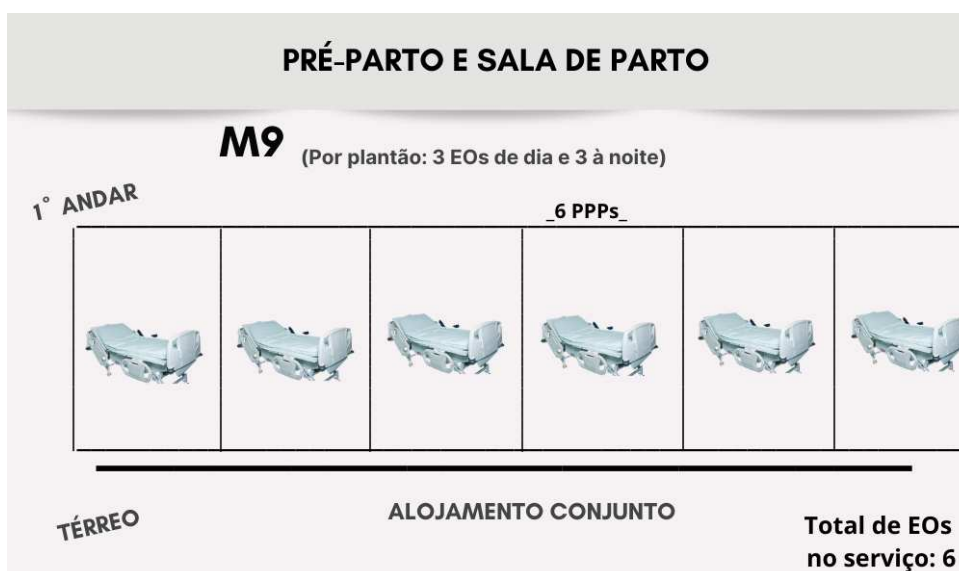 PRÉ-PARTO E SALA DE PARTO
M9 (Por plantão: 3 EOs de dia e 3 à noite)
1° ANDAR
_6 PPPs_
TÉRREO
ALOJAMENTO CONJUNTO
Total de EOs
no serviço: 6